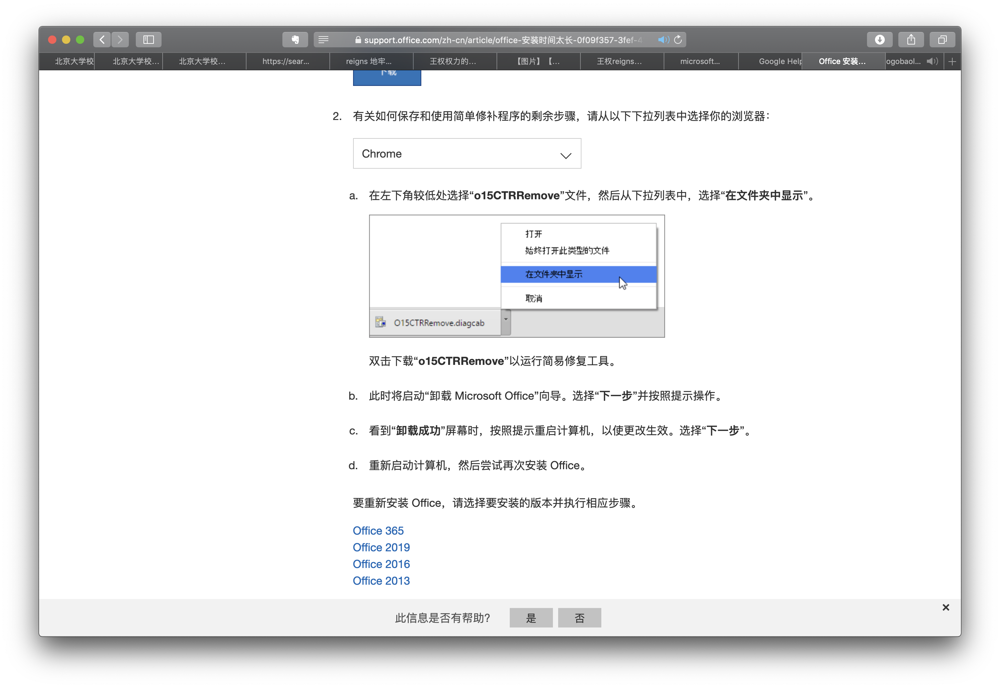 support.office.com/zh-cn/article/office-安装时间太长-0f09f357-3fef-4
北京大学校
北京大学校...
北京大学校...
https://sear...
reigns 地牢...
王权权力的...
【图片】【...
王权reigns...
microsoft...
Google Help
Office 安装...
ogobaol...
下载
2. 有关如何保存和使用简单修补程序的剩余步骤，请从以下下拉列表中选择你的浏览器：
Chrome
a. 在左下角较低处选择“o15CTRRemove”文件，然后从下拉列表中，选择“在文件夹中显示”。
打开
始终打开此类型的文件
在文件夹中显示
取消
O15CTRRemove.diagcab
双击下载“o15CTRRemove”以运行简易修复工具。
b. 此时将启动“卸载 Microsoft Office”向导。选择“下一步”并按照提示操作。
c. 看到“卸载成功”屏幕时，按照提示重启计算机，以使更改生效。选择“下一步”。
d. 重新启动计算机，然后尝试再次安装 Office。
要重新安装 Office，请选择要安装的版本并执行相应步骤。
Office 365
Office 2019
Office 2016
Office 2013
此信息是否有帮助?
是
否